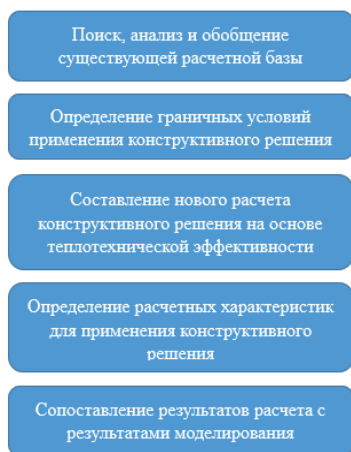 Поиск, анализ и обобщение
существующей расчетной базы
Определение граничных условий
применения конструктивного решения
Составление нового расчета
конструктивного решения на основе
теплотехнической эффективности
Определение расчетных характеристик
для применения конструктивного
решения
Сопоставление результатов расчета с
результатами моделирования